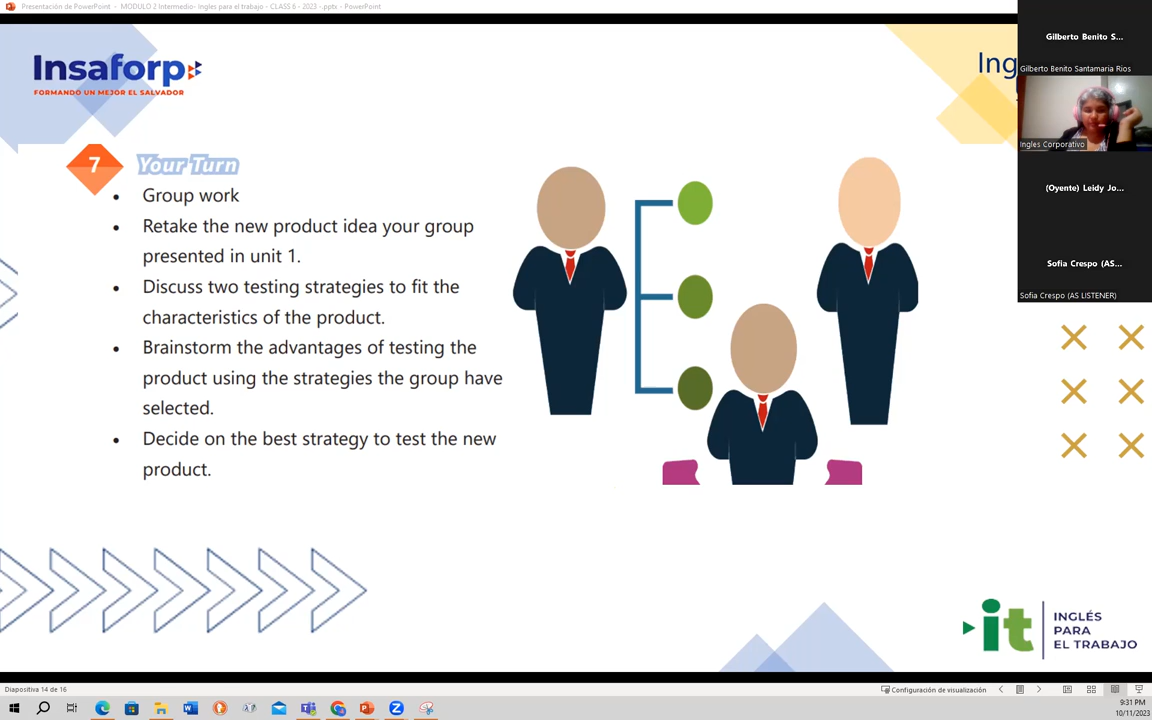 Presentación de PowerPoint - MODULO 2 Intermedio- Ingles para el trabajo - CLASS 6 - 2023 -.pptx - PowerPoint
Insaforp
FORMANDO UN MEJOR EL SALVADOR
Ing
Gilberto Benito S...
Gilberto Benito Santamaria Rios
Ingles Corporativo
(Oyente) Leidy Jo...
Sofia Crespo (AS...
Sofia Crespo (AS LISTENER)
7
Your Turn
• Group work
• Retake the new product idea your group
presented in unit 1.
• Discuss two testing strategies to fit the
characteristics of the product.
• Brainstorm the advantages of testing the
product using the strategies the group have
selected.
• Decide on the best strategy to test the new
product.
it
INGLÉS
PARA
EL TRABAJO
Diapositiva 14 de 16
Configuración de visualización
9:31 PM
10/11/2023